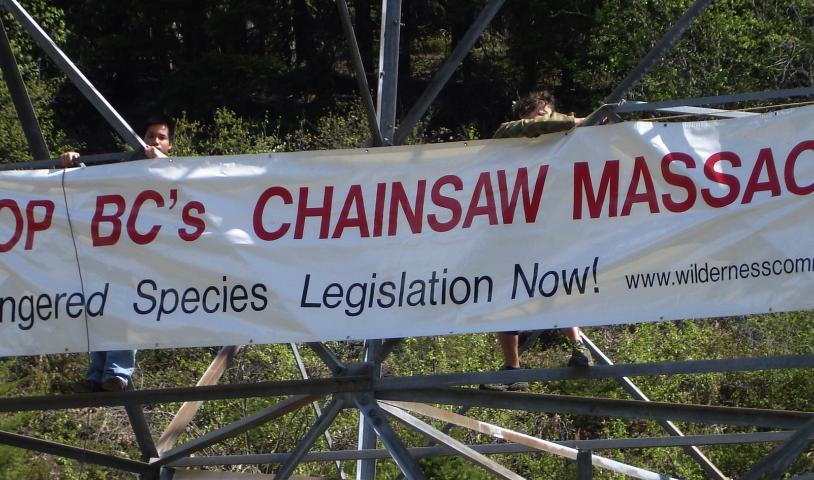 OP BC's CHAINSAW MASSAC
ngered Species Legislation Now! www.wildernesscom